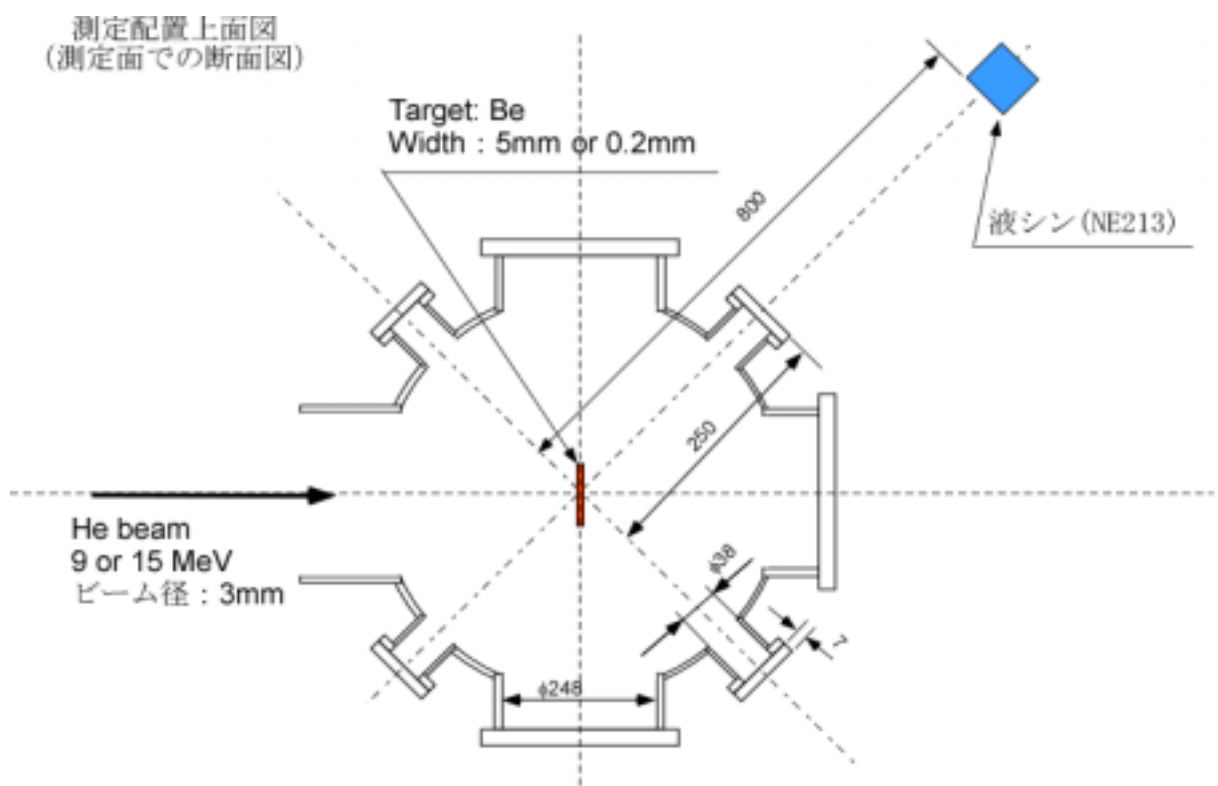 測定配置上面図
(測定面での断面図)
Target: Be
Width : 5mm or 0.2mm
800
液シン(NE213)
250
He beam
9 or 15 MeV
ビーム径 : 3mm
φ38
7
φ248